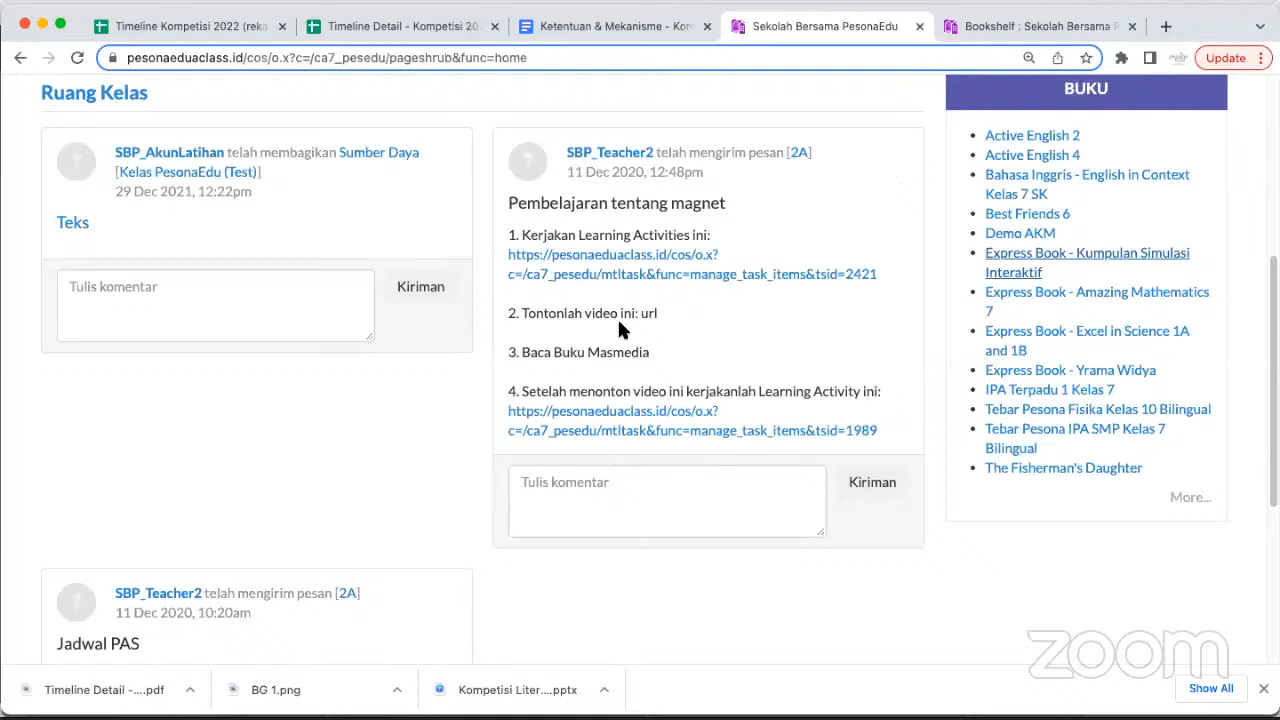 Timeline Kompetisi 2022 (reka
Timeline Detail - Kompetisi 20
Ketentuan & Mekanisme - Kom
Sekolah Bersama PesonaEdu
Bookshelf : Sekolah Bersama P
pesonaeduaclass.id/cos/o.x?c=/ca7_pesedu/pageshrub&func=home
Update
Ruang Kelas
SBP_AkunLatihan telah membagikan Sumber Daya
[Kelas PesonaEdu (Test)]
29 Dec 2021, 12:22pm
Teks
Tulis komentar
Kiriman
SBP_Teacher2 telah mengirim pesan [2A]
11 Dec 2020, 12:48pm
Pembelajaran tentang magnet
1. Kerjakan Learning Activities ini:
https://pesonaeduaclass.id/cos/o.x?
c=/ca7_pesedu/mtltask&func=manage_task_items&tsid=2421
2. Tontonlah video ini: url
3. Baca Buku Masmedia
4. Setelah menonton video ini kerjakanlah Learning Activity ini:
https://pesonaeduaclass.id/cos/o.x?
c=/ca7_pesedu/mtltask&func=manage_task_items&tsid=1989
Tulis komentar
Kiriman
SBP_Teacher2 telah mengirim pesan [2A]
11 Dec 2020, 10:20am
Jadwal PAS
BUKU
Active English 2
Active English 4
Bahasa Inggris - English in Context
Kelas 7 SK
Best Friends 6
Demo AKM
Express Book - Kumpulan Simulasi
Interaktif
Express Book - Amazing Mathematics
7
Express Book - Excel in Science 1A
and 1B
Express Book - Yrama Widya
IPA Terpadu 1 Kelas 7
Tebar Pesona Fisika Kelas 10 Bilingual
Tebar Pesona IPA SMP Kelas 7
Bilingual
The Fisherman's Daughter
More...
zoom
Timeline Detail -....pdf
BG 1.png
Kompetisi Liter....pptx
Show All